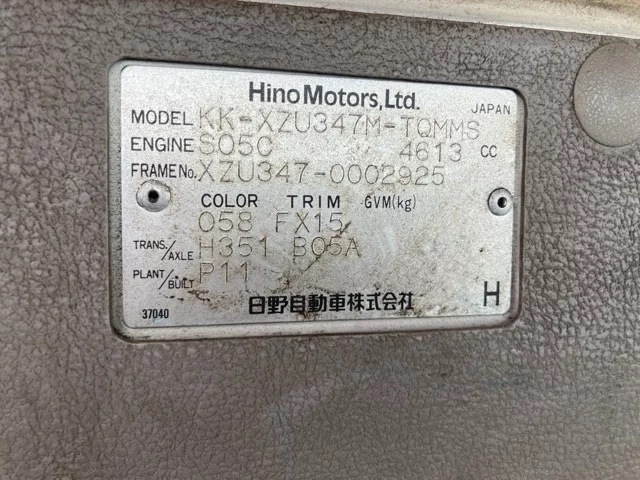 Hino Motors, Ltd.
JAPAN
MODEL KK-XZU347M-TQMMS
ENGINE S05C 4613 CC
FRAME No. XZU347-0002925
COLOR TRIM GVM(kg)
058 FX15
TRANS./AXLE H351 B05A
PLANT/BUILT P11
37040 日野自動車株式会社 H